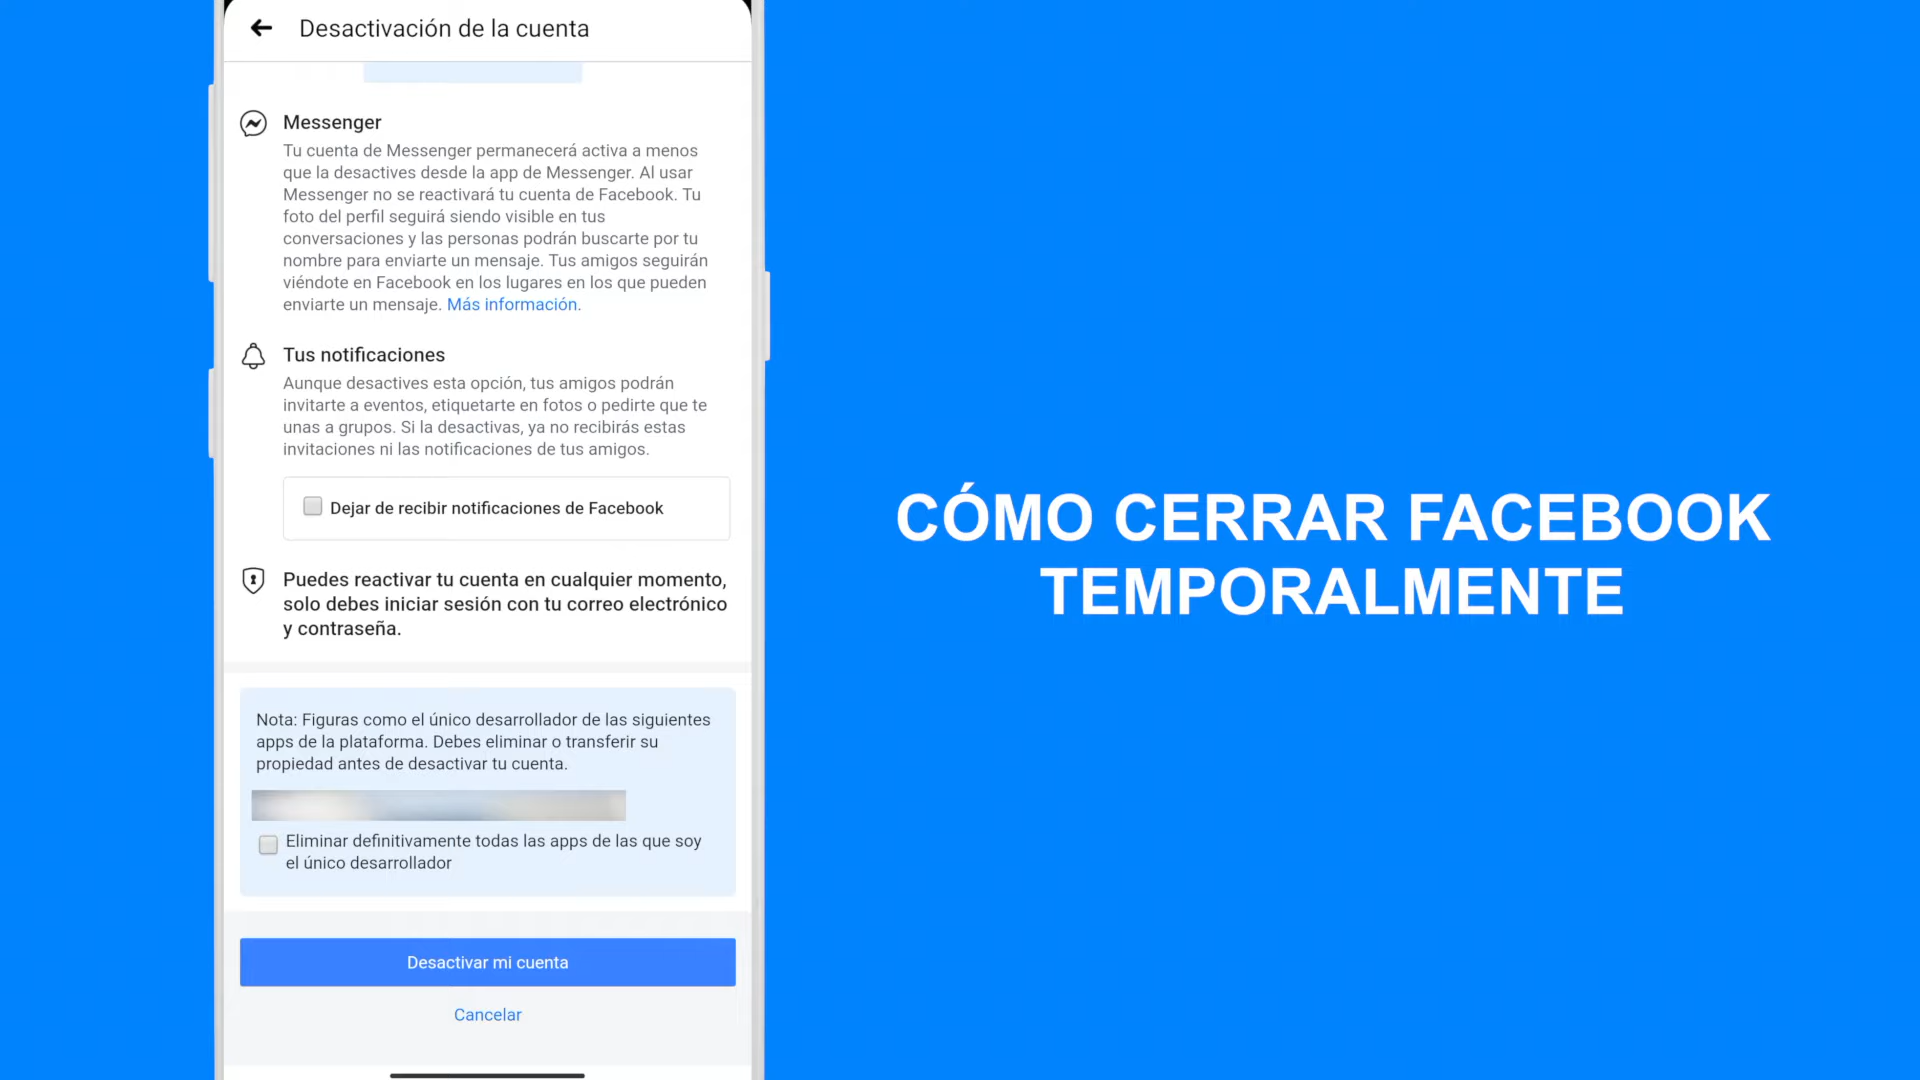 Desactivación de la cuenta
Messenger
Tu cuenta de Messenger permanecerá activa a menos
que la desactives desde la app de Messenger. Al usar
Messenger no se reactivará tu cuenta de Facebook. Tu
foto del perfil seguirá siendo visible en tus
conversaciones y las personas podrán buscarte por tu
nombre para enviarte un mensaje. Tus amigos seguirán
viéndote en Facebook en los lugares en los que pueden
enviarte un mensaje. Más información.
Tus notificaciones
Aunque desactives esta opción, tus amigos podrán
invitarte a eventos, etiquetarte en fotos o pedirte que te
unas a grupos. Si la desactivas, ya no recibirás estas
invitaciones ni las notificaciones de tus amigos.
Dejar de recibir notificaciones de Facebook
Puedes reactivar tu cuenta en cualquier momento,
solo debes iniciar sesión con tu correo electrónico
y contraseña.
Nota: Figuras como el único desarrollador de las siguientes
apps de la plataforma. Debes eliminar o transferir su
propiedad antes de desactivar tu cuenta.
Eliminar definitivamente todas las apps de las que soy
el único desarrollador
Desactivar mi cuenta
Cancelar
CÓMO CERRAR FACEBOOK
TEMPORALMENTE